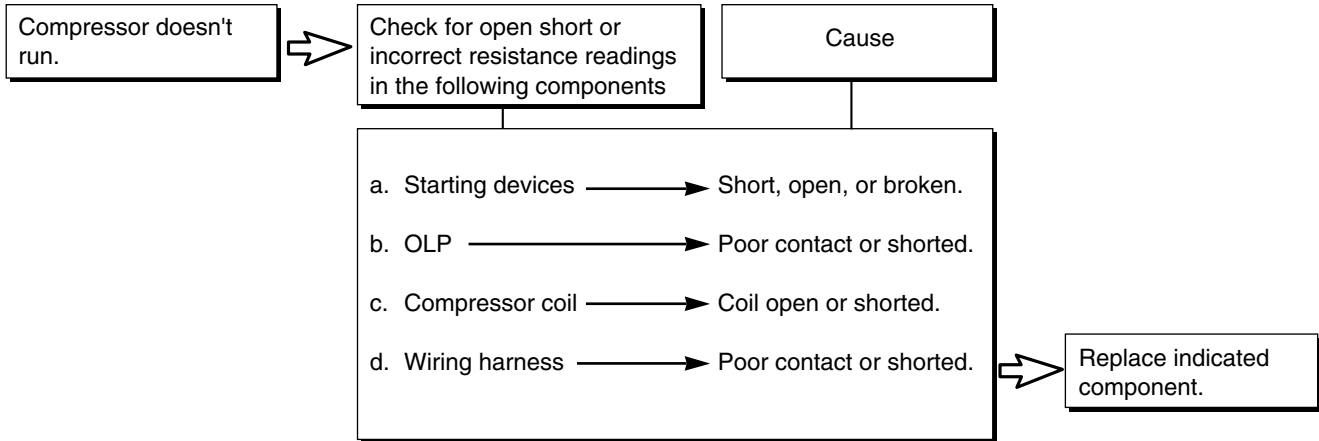 Compressor doesn't
run.
Check for open short or
incorrect resistance readings
in the following components
Cause
a. Starting devices
Short, open, or broken.
b. OLP
Poor contact or shorted.
c. Compressor coil
Coil open or shorted.
d. Wiring harness
Poor contact or shorted.
Replace indicated
component.